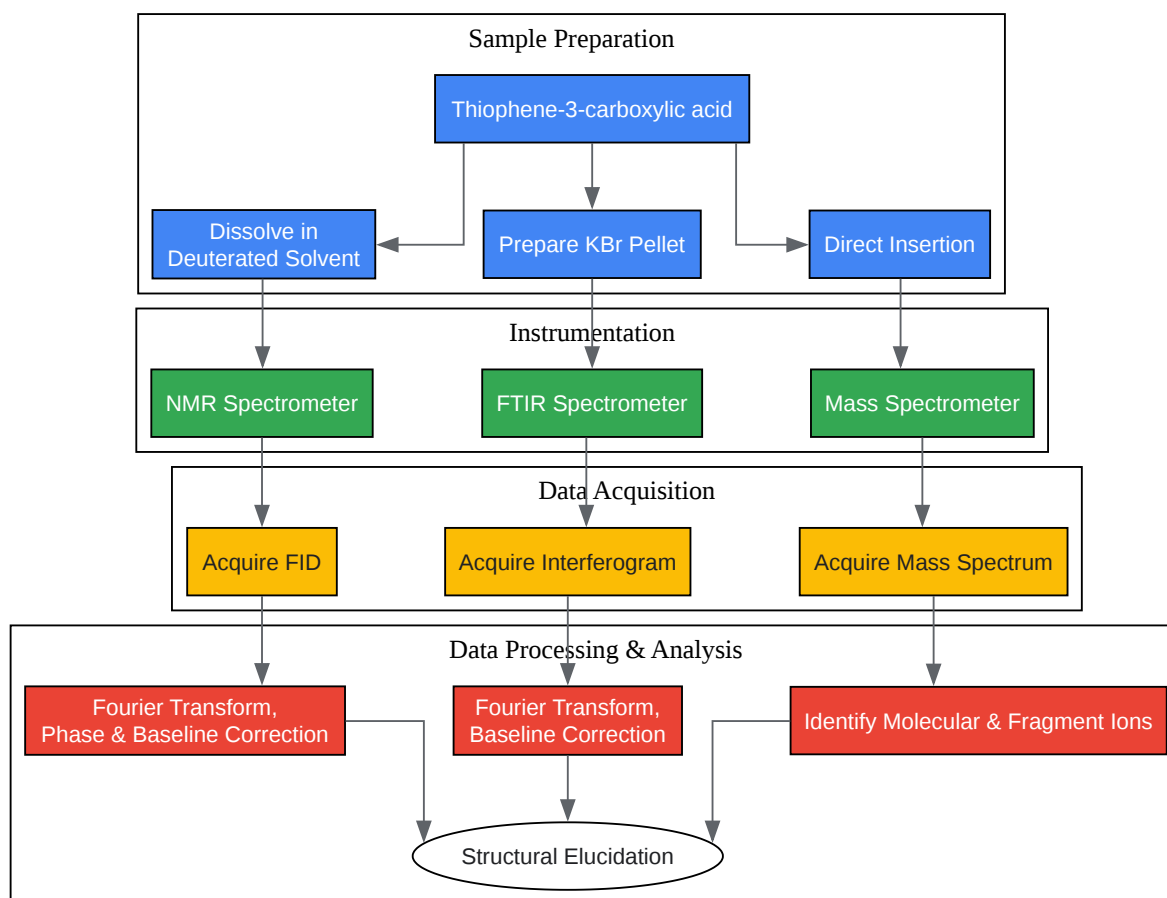 Sample Preparation
Thiophene-3-carboxylic acid
Dissolve in
Deuterated Solvent
Prepare KBr Pellet
Direct Insertion
Instrumentation
NMR Spectrometer
FTIR Spectrometer
Mass Spectrometer
Data Acquisition
Acquire FID
Acquire Interferogram
Acquire Mass Spectrum
Data Processing & Analysis
Fourier Transform,
Phase & Baseline Correction
Fourier Transform,
Baseline Correction
Identify Molecular & Fragment Ions
Structural Elucidation